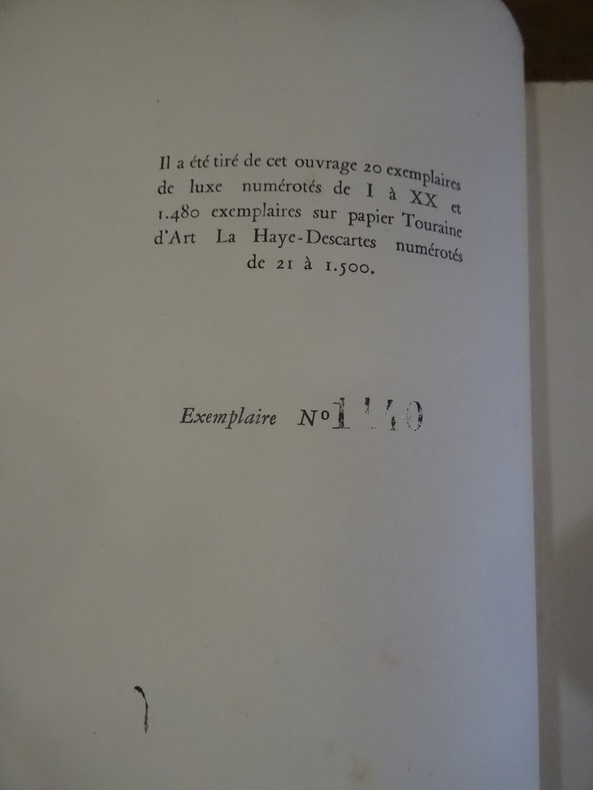 Il a été tiré de cet ouvrage 20 exemplaires
de luxe numérotés de I à XX et
1.480 exemplaires sur papier Touraine
d'Art La Haye-Descartes numérotés
de 21 à 1.500.
Exemplaire Nº